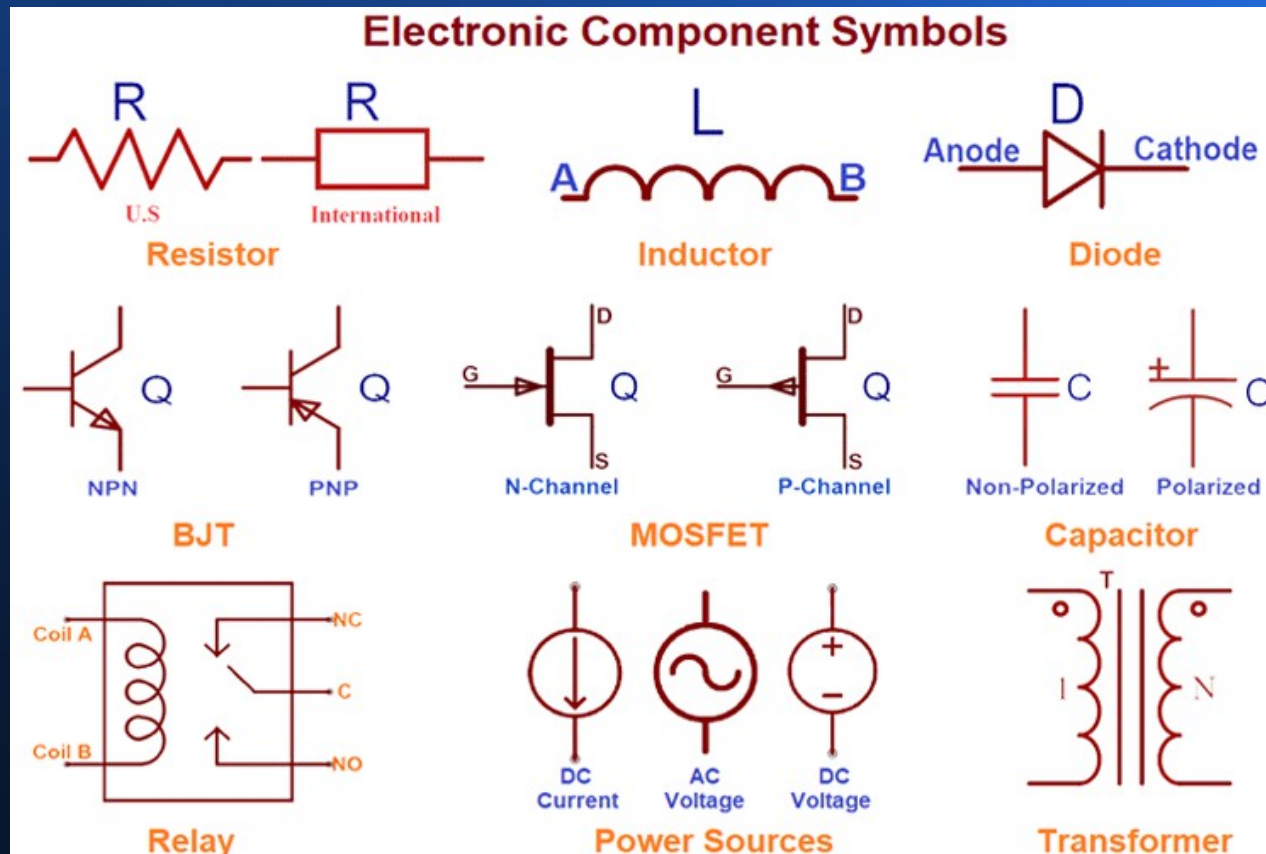 Electronic Component Symbols
R
R
U.S
International
Resistor
L
A
B
Inductor
D
Anode
Cathode
Diode
Q
NPN
Q
PNP
BJT
D
G
Q
S
N-Channel
D
G
Q
S
P-Channel
MOSFET
C
Non-Polarized
+
C
Polarized
Capacitor
Coil A
Coil B
NC
C
NO
Relay
DC
Current
AC
Voltage
+
−
DC
Voltage
Power Sources
T
1
N
Transformer